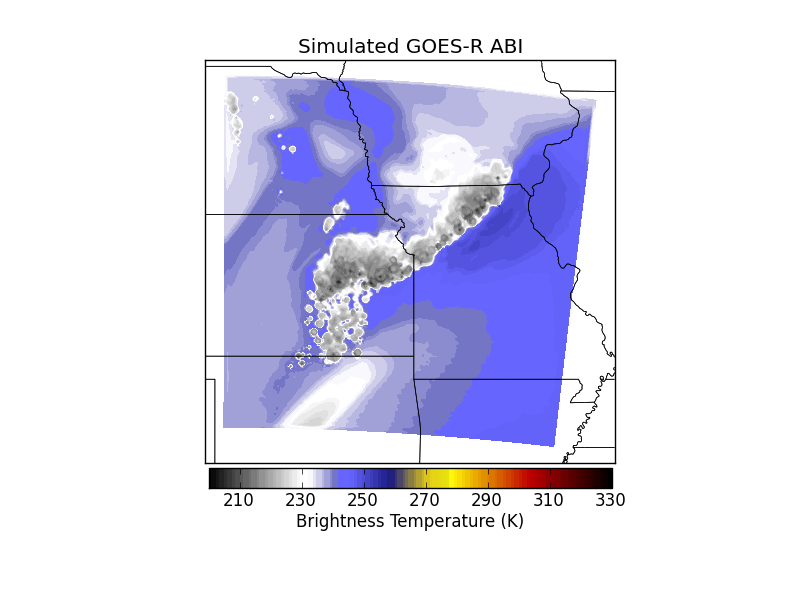 Simulated GOES-R ABI
210 230 250 270 290 310 330
Brightness Temperature (K)